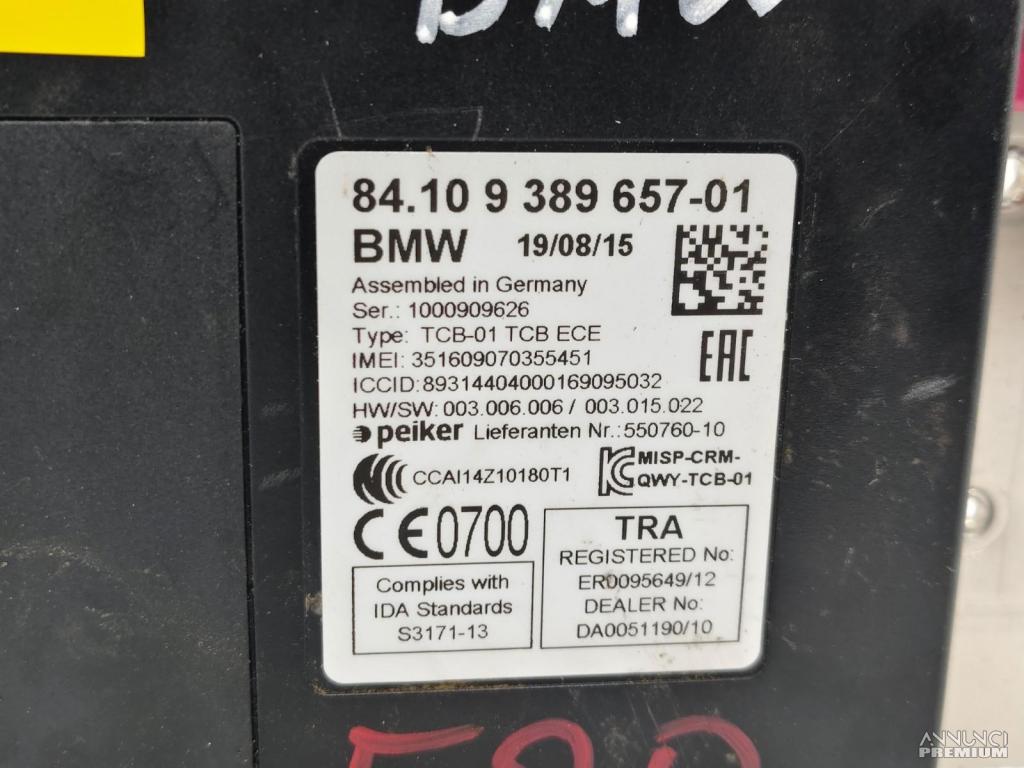 BMW
84.10 9 389 657-01
BMW 19/08/15
Assembled in Germany
Ser.: 1000909626
Type: TCB-01 TCB ECE
IMEI: 351609070355451
EAC
ICCID:89314404000169095032
HW/SW: 003.006.006 / 003.015.022
peiker Lieferanten Nr.:550760-10
CCAI14Z10180T1
MISP-CRM-
QWY-TCB-01
CE0700
Complies with
IDA Standards
S3171-13
TRA
REGISTERED No:
ER0095649/12
DEALER No:
DA0051190/10
ANNUNCI
PREMIUM